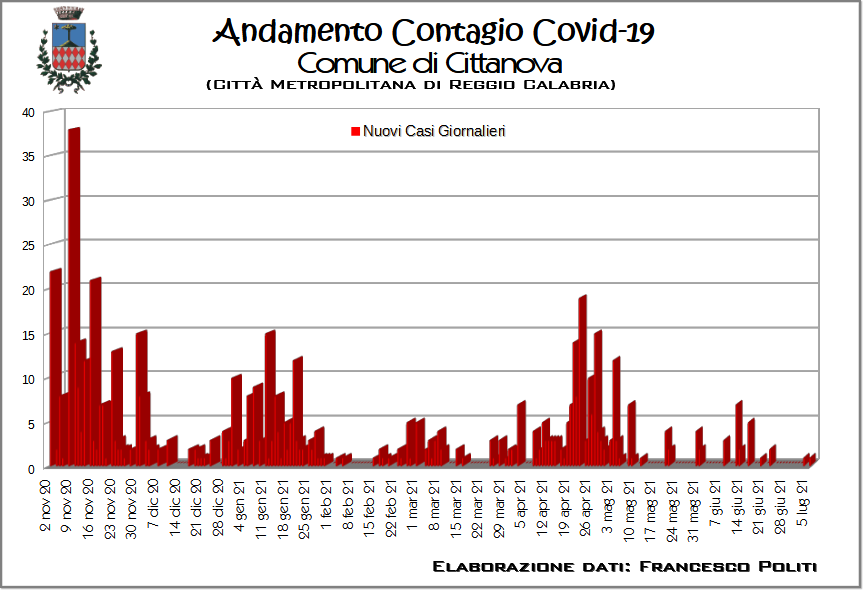 Andamento Contagio Covid-19
Comune di Cittanova
(Città Metropolitana di Reggio Calabria)
Nuovi Casi Giornalieri
40
35
30
25
20
15
10
5
0
2 nov 20
9 nov 20
16 nov 20
23 nov 20
30 nov 20
7 dic 20
14 dic 20
21 dic 20
28 dic 20
4 gen 21
11 gen 21
18 gen 21
25 gen 21
1 feb 21
8 feb 21
15 feb 21
22 feb 21
1 mar 21
8 mar 21
15 mar 21
22 mar 21
29 mar 21
5 apr 21
12 apr 21
19 apr 21
26 apr 21
3 mag 21
10 mag 21
17 mag 21
24 mag 21
31 mag 21
7 giu 21
14 giu 21
21 giu 21
28 giu 21
5 lug 21
Elaborazione dati: Francesco Politi